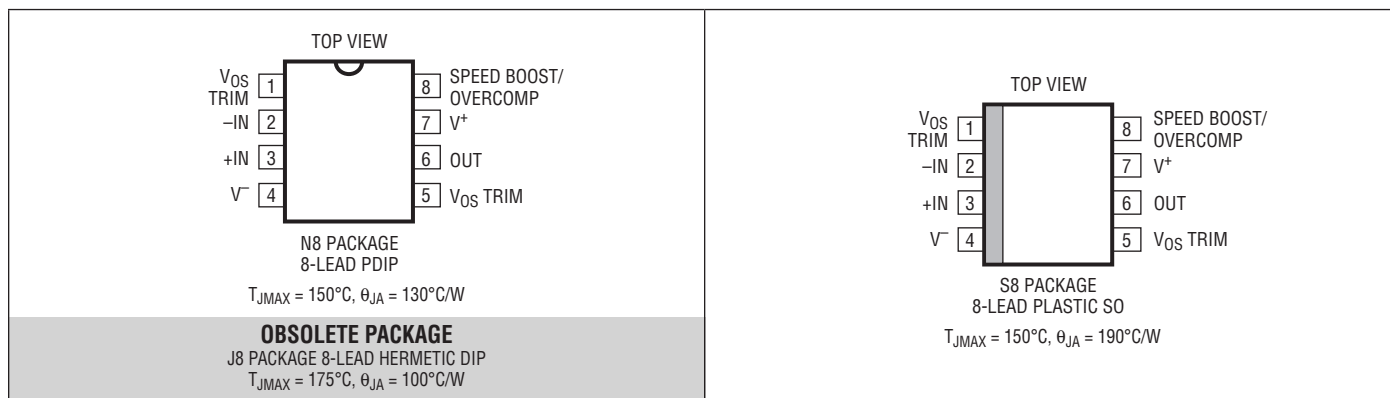 TOP VIEW
VOS TRIM 1
–IN 2
+IN 3
V– 4
8 SPEED BOOST/
OVERCOMP
7 V+
6 OUT
5 VOS TRIM
N8 PACKAGE
8-LEAD PDIP
TJMAX = 150°C, θJA = 130°C/W
OBSOLETE PACKAGE
J8 PACKAGE 8-LEAD HERMETIC DIP
TJMAX = 175°C, θJA = 100°C/W
TOP VIEW
VOS TRIM 1
–IN 2
+IN 3
V– 4
8 SPEED BOOST/
OVERCOMP
7 V+
6 OUT
5 VOS TRIM
S8 PACKAGE
8-LEAD PLASTIC SO
TJMAX = 150°C, θJA = 190°C/W